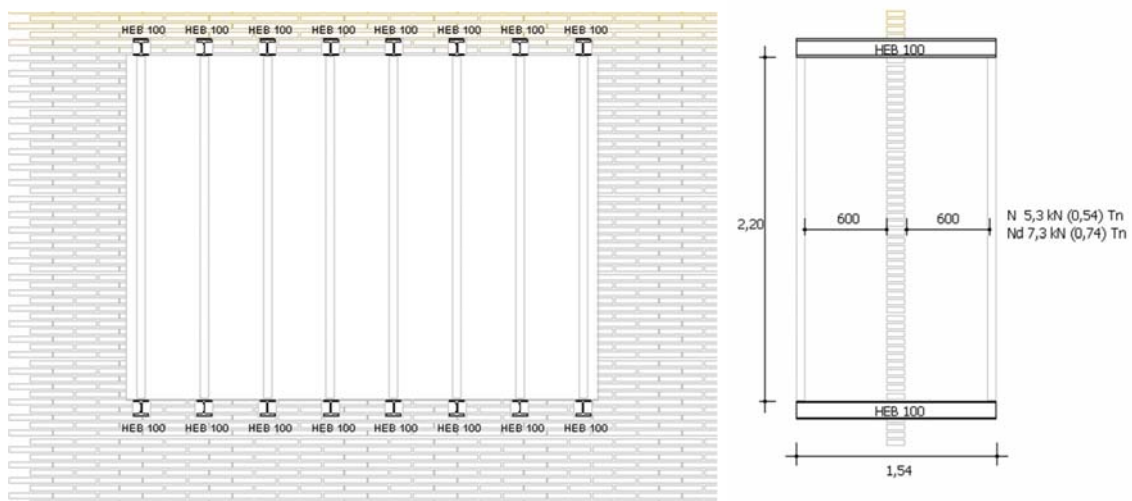 HEB 100 HEB 100 HEB 100 HEB 100 HEB 100 HEB 100 HEB 100 HEB 100
HEB 100 HEB 100 HEB 100 HEB 100 HEB 100 HEB 100 HEB 100 HEB 100
HEB 100
2,20
600 600
N 5,3 kN (0,54) Tn
Nd 7,3 kN (0,74) Tn
HEB 100
1,54